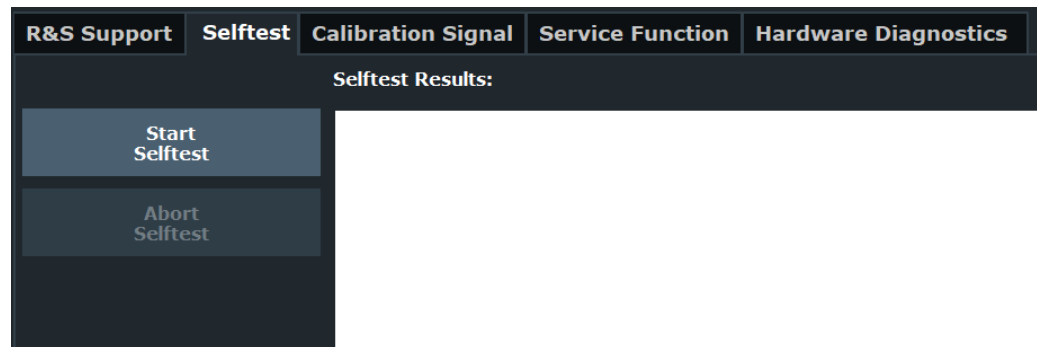 R&S Support Selftest Calibration Signal Service Function Hardware Diagnostics
Selftest Results:
Start
Selftest
Abort
Selftest